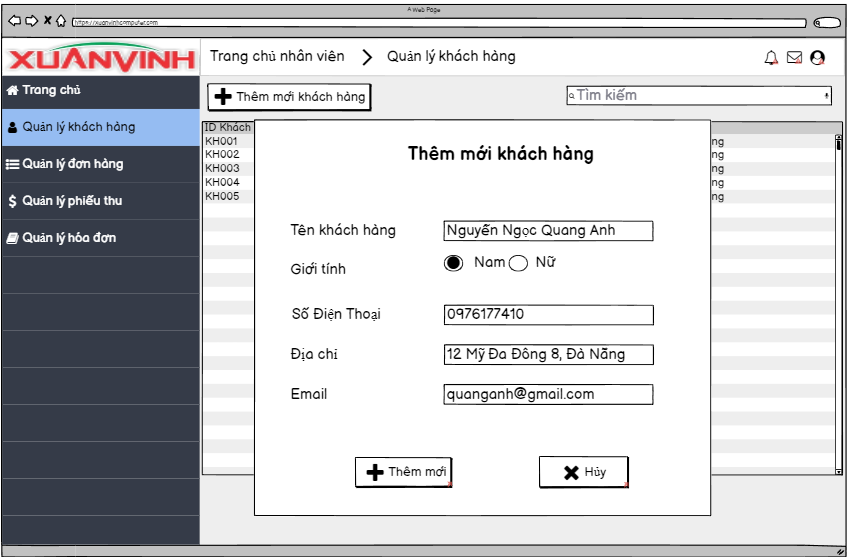 A Web Page
https://xuanvinhcomputer.com
XUÂNVINH
Trang chủ nhân viên
Quản lý khách hàng
Trang chủ
Quản lý khách hàng
Quản lý đơn hàng
$ Quản lý phiếu thu
Quản lý hóa đơn
Thêm mới khách hàng
Tìm kiếm
ID Khách
KH001 ng
KH002 ng
KH003 ng
KH004 ng
KH005 ng
Thêm mới khách hàng
Tên khách hàng Nguyễn Ngọc Quang Anh
Giới tính Nam Nữ
Số Điện Thoại 0976177410
Địa chỉ 12 Mỹ Đa Đông 8, Đà Nẵng
Email quanganh@gmail.com
Thêm mới Hủy